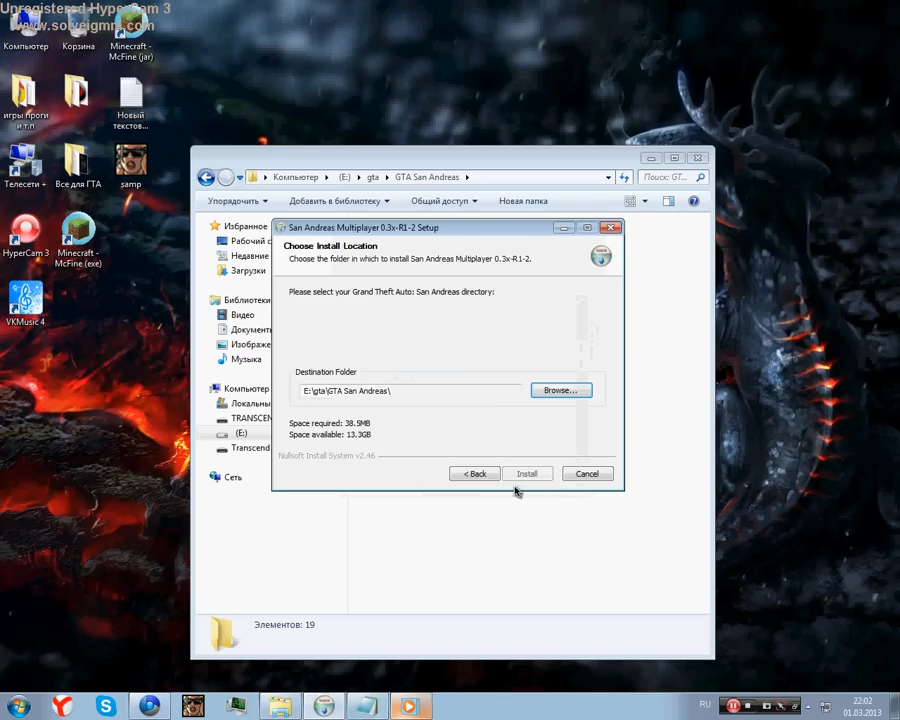 Unregistered HyperCam 3
www.solveigmm.com
Компьютер
Корзина
Minecraft -
McFine (jar)
игры проги
и т.п
Новый
текстов...
Телесети +
Все для ГТА
samp
HyperCam 3
Minecraft -
McFine (exe)
VKMusic 4
Компьютер
(E:)
gta
GTA San Andreas
Поиск: GT...
Упорядочить
Добавить в библиотеку
Общий доступ
Новая папка
Избранное
Рабочий с
Недавние
Загрузки
Библиотеки
Видео
Документ
Изображе
Музыка
Компьютер
Локальны
TRANSCEN
(E:)
Transcend
Сеть
San Andreas Multiplayer 0.3x-R1-2 Setup
Choose Install Location
Choose the folder in which to install San Andreas Multiplayer 0.3x-R1-2.
Please select your Grand Theft Auto: San Andreas directory:
Destination Folder
E:\gta\GTA San Andreas\
Browse...
Space required: 38.5MB
Space available: 13.3GB
Nullsoft Install System v2.46
< Back
Install
Cancel
Элементов: 19
RU
22:02
01.03.2013